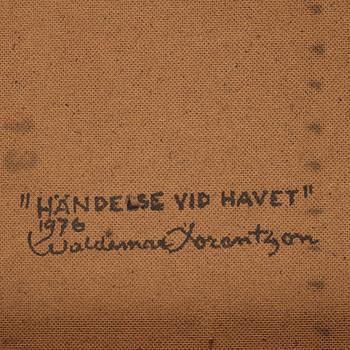 "HÄNDELSE VID HAVET"
1976
Waldemar Lorentzon